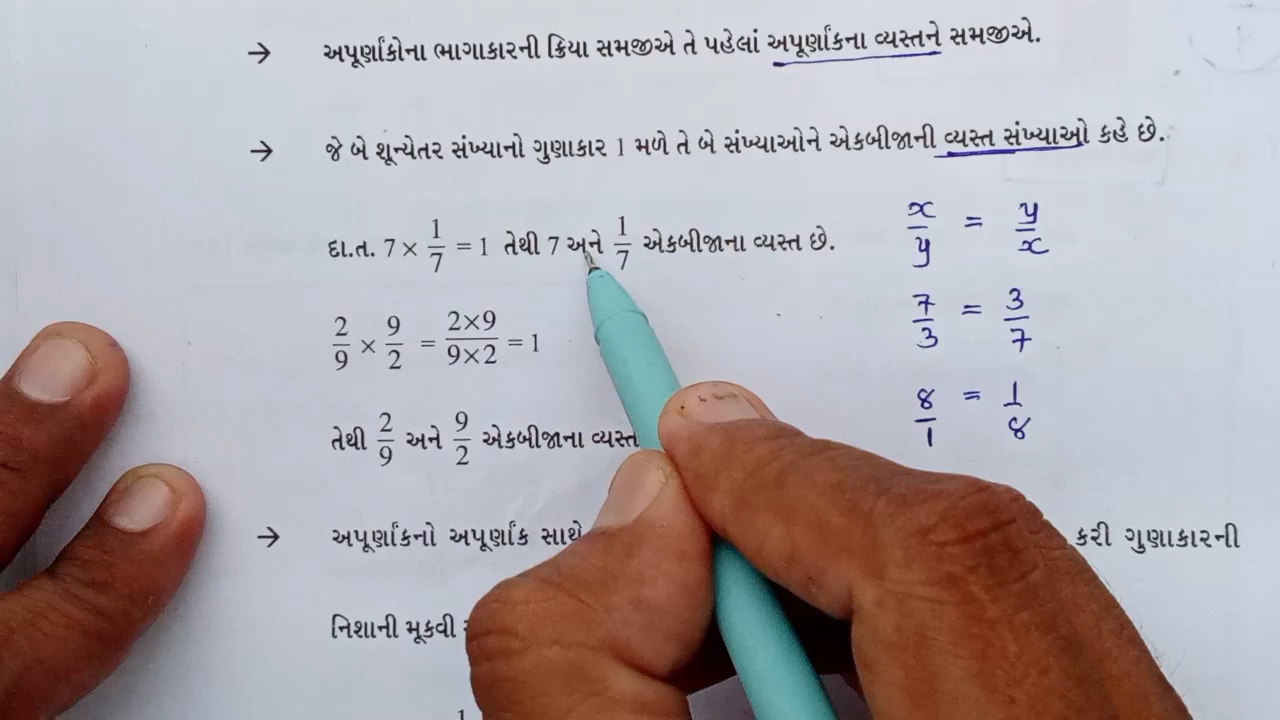 → અપૂર્ણાંકોના ભાગાકારની ક્રિયા સમજીએ તે પહેલાં અપૂર્ણાંકના વ્યસ્તને સમજીએ.
→ જે બે શૂન્યેતર સંખ્યાનો ગુણાકાર 1 મળે તે બે સંખ્યાઓને એકબીજાની વ્યસ્ત સંખ્યાઓ કહે છે.
દા.ત. 7 × 1/7 = 1 તેથી 7 અને 1/7 એકબીજાના વ્યસ્ત છે.
x/y = y/x
2/9 × 9/2 = 2×9/9×2 = 1
7/3 = 3/7
તેથી 2/9 અને 9/2 એકબીજાના વ્યસ્ત
8/1 = 1/8
→ અપૂર્ણાંકનો અપૂર્ણાંક સાથે કરી ગુણાકારની
નિશાની મૂકવી
1